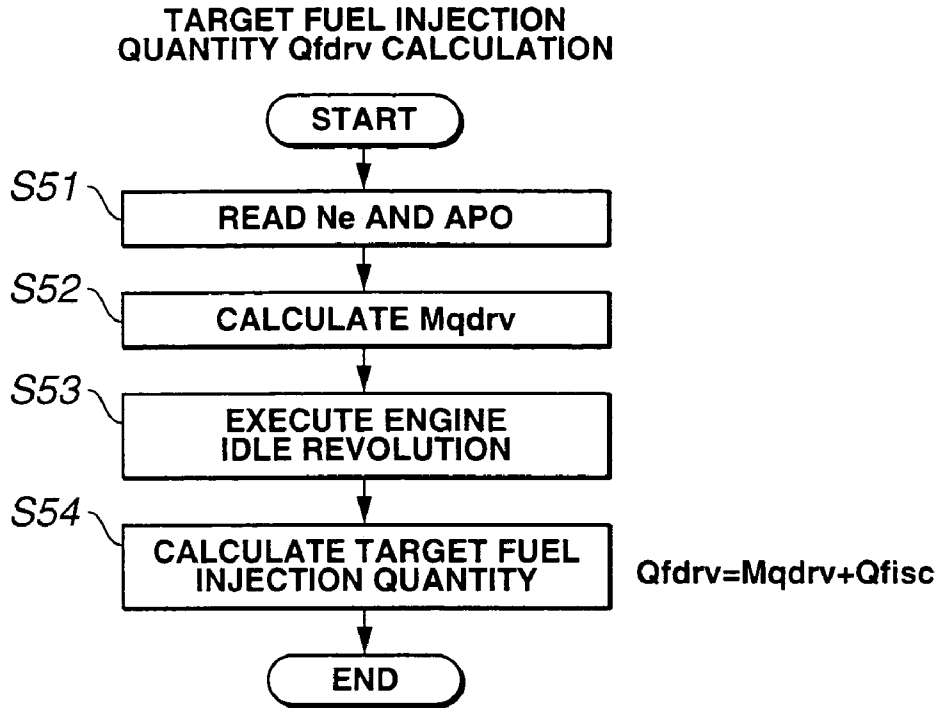 TARGET FUEL INJECTION
QUANTITY Qfdrv CALCULATION
START
S51
READ Ne AND APO
S52
CALCULATE Mqdrv
S53
EXECUTE ENGINE
IDLE REVOLUTION
S54
CALCULATE TARGET FUEL
INJECTION QUANTITY
Qfdrv=Mqdrv+Qfisc
END